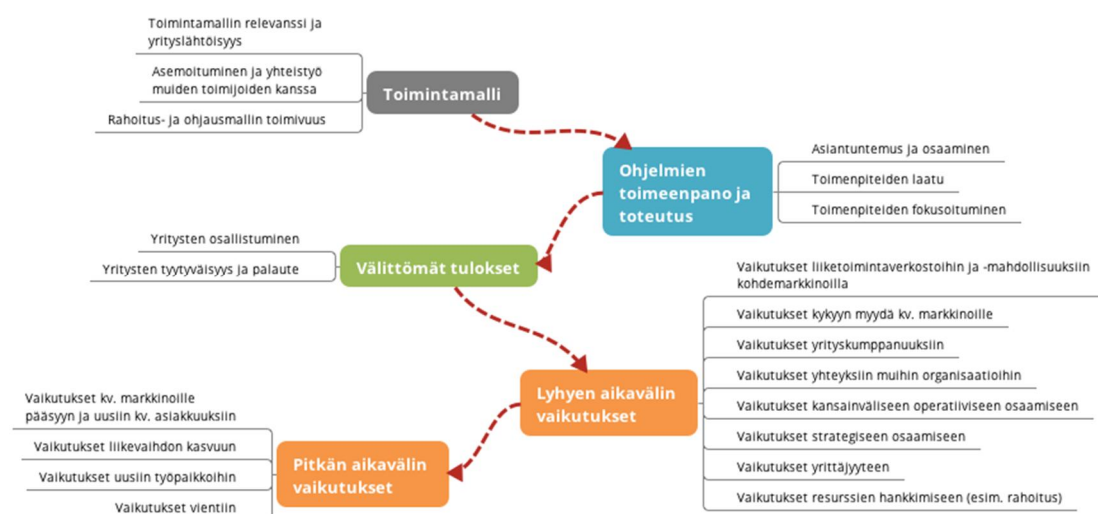 Toimintamallin relevanssi ja
yrityslähtöisyys
Asemoituminen ja yhteistyö
muiden toimijoiden kanssa
Rahoitus- ja ohjausmallin toimivuus
Toimintamalli
Ohjelmien
toimeenpano ja
toteutus
Asiantuntemus ja osaaminen
Toimenpiteiden laatu
Toimenpiteiden fokusoituminen
Yritysten osallistuminen
Yritysten tyytyväisyys ja palaute
Välittömät tulokset
Lyhyen aikavälin
vaikutukset
Vaikutukset liiketoimintaverkostoihin ja -mahdollisuuksiin
kohdemarkkinoilla
Vaikutukset kykyyn myydä kv. markkinoille
Vaikutukset yrityskumppanuuksiin
Vaikutukset yhteyksiin muihin organisaatioihin
Vaikutukset kansainväliseen operatiiviseen osaamiseen
Vaikutukset strategiseen osaamiseen
Vaikutukset yrittäjyyteen
Vaikutukset resurssien hankkimiseen (esim. rahoitus)
Vaikutukset kv. markkinoille
pääsyyn ja uusiin kv. asiakkuuksiin
Vaikutukset liikevaihdon kasvuun
Vaikutukset uusiin työpaikkoihin
Vaikutukset vientiin
Pitkän aikavälin
vaikutukset